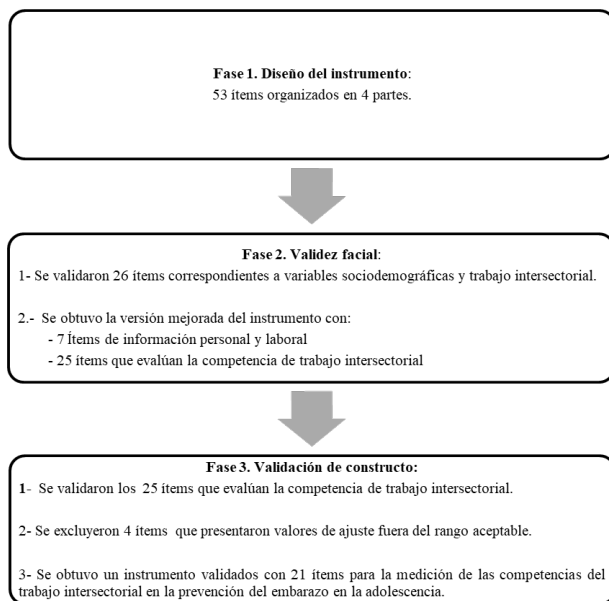 Fase 1. Diseño del instrumento:
53 ítems organizados en 4 partes.
Fase 2. Validez facial:
1- Se validaron 26 ítems correspondientes a variables sociodemográficas y trabajo intersectorial.
2.- Se obtuvo la versión mejorada del instrumento con:
- 7 Ítems de información personal y laboral
- 25 ítems que evalúan la competencia de trabajo intersectorial
Fase 3. Validación de constructo:
1- Se validaron los 25 ítems que evalúan la competencia de trabajo intersectorial.
2- Se excluyeron 4 ítems que presentaron valores de ajuste fuera del rango aceptable.
3- Se obtuvo un instrumento validados con 21 ítems para la medición de las competencias del
trabajo intersectorial en la prevención del embarazo en la adolescencia.